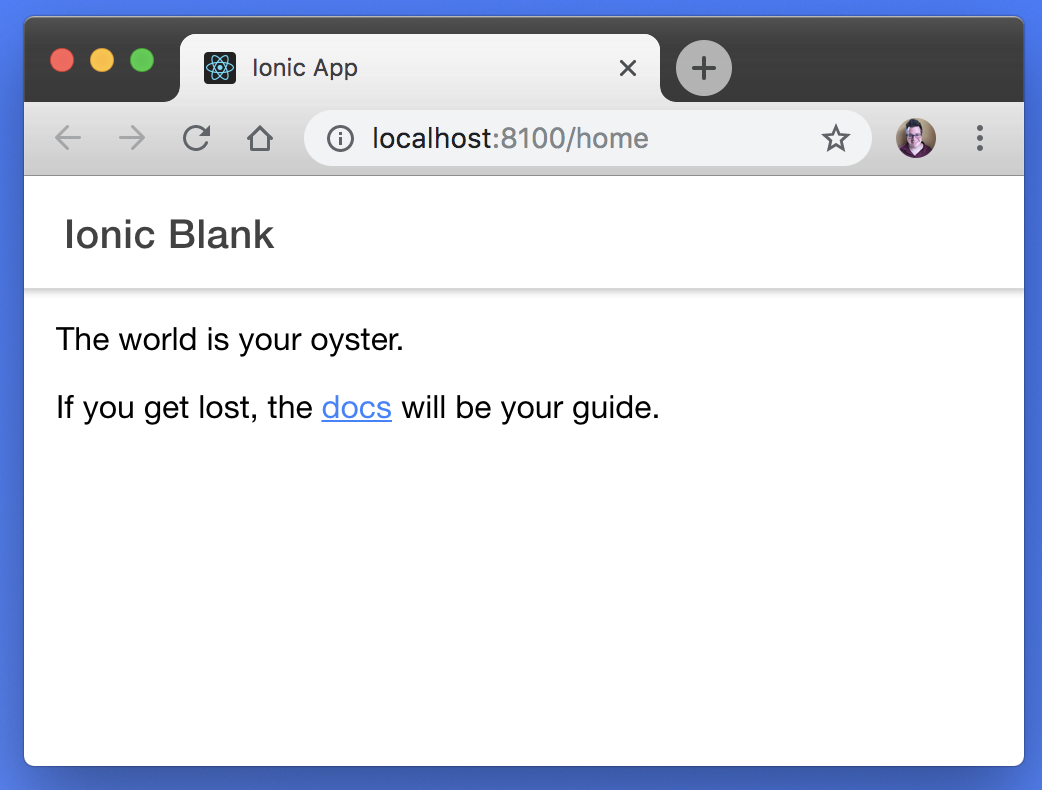 Ionic App
localhost:8100/home
Ionic Blank
The world is your oyster.
If you get lost, the docs will be your guide.